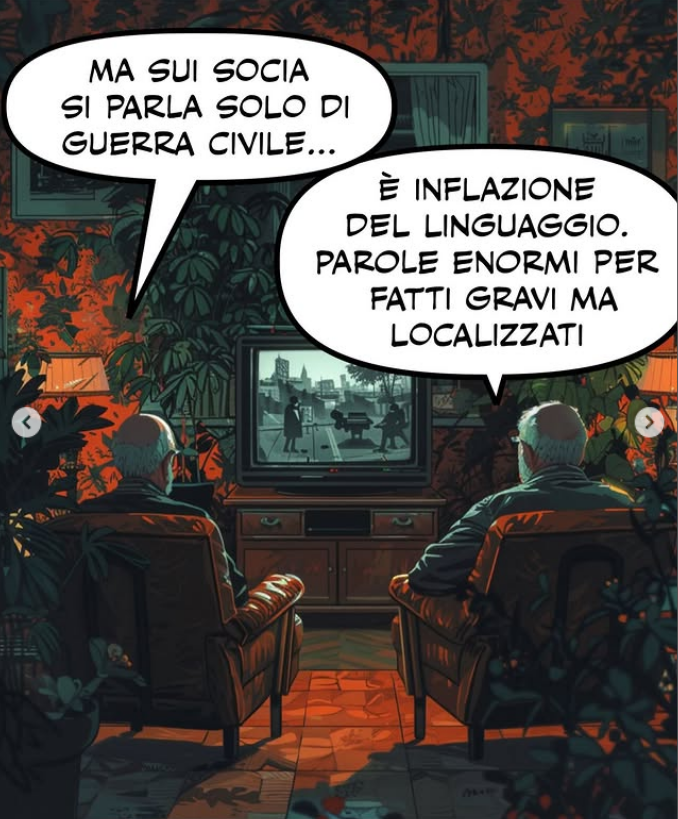 MA SUI SOCIA
SI PARLA SOLO DI
GUERRA CIVILE...
È INFLAZIONE
DEL LINGUAGGIO.
PAROLE ENORMI PER
FATTI GRAVI MA
LOCALIZZATI